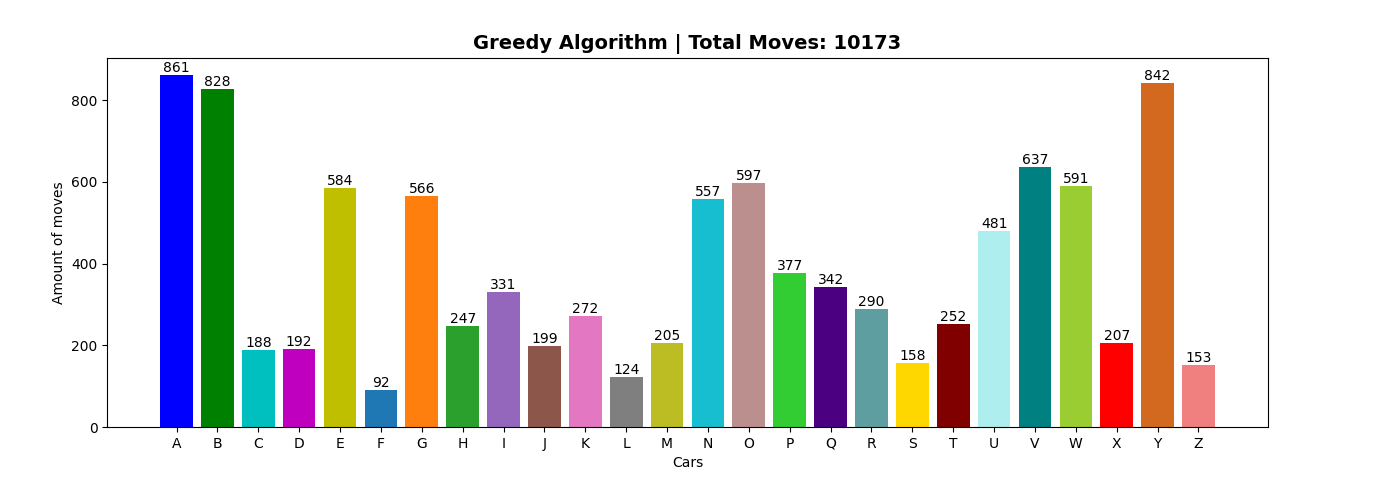 Greedy Algorithm | Total Moves: 10173
Amount of moves
800
600
400
200
0
861 828 188 192 584 92 566 247 331 199 272 124 205 557 597 377 342 290 158 252 481 637 591 207 842 153
A B C D E F G H I J K L M N O P Q R S T U V W X Y Z
Cars